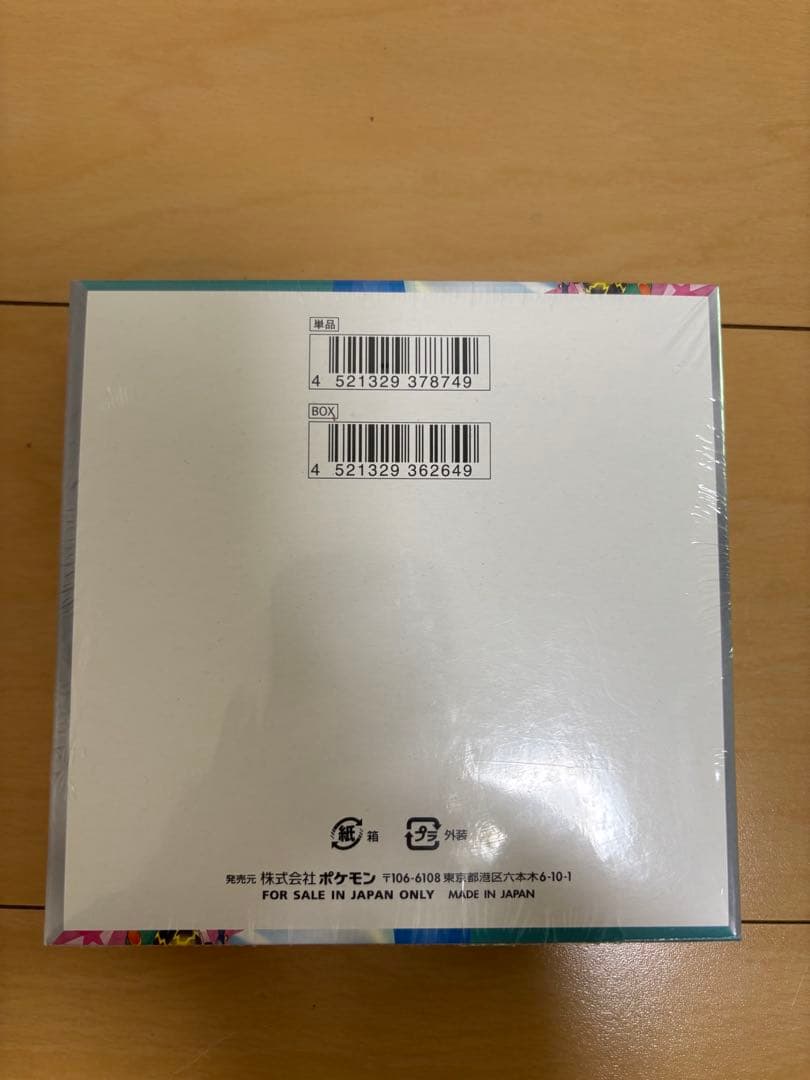 単品
4 521329 378749
BOX
4 521329 362649
紙 箱 プラ 外装
発売元 株式会社 ポケモン 〒106-6108 東京都港区六本木6-10-1
FOR SALE IN JAPAN ONLY MADE IN JAPAN